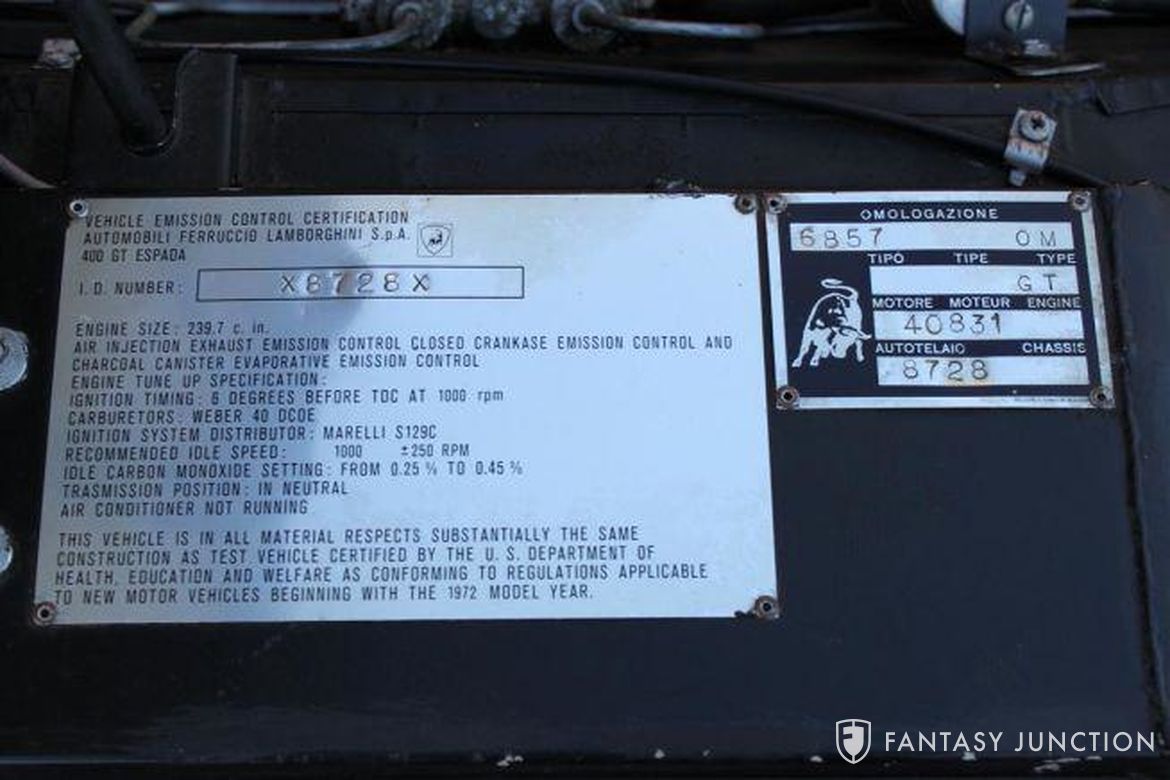 VEHICLE EMISSION CONTROL CERTIFICATION
AUTOMOBILI FERRUCCIO LAMBORGHINI S.p.A.
400 GT ESPADA
I.D. NUMBER: X8728X
ENGINE SIZE: 239.7 c. in.
AIR INJECTION EXHAUST EMISSION CONTROL CLOSED CRANKASE EMISSION CONTROL AND
CHARCOAL CANISTER EVAPORATIVE EMISSION CONTROL
ENGINE TUNE UP SPECIFICATION:
IGNITION TIMING: 6 DEGREES BEFORE TDC AT 1000 rpm
CARBURETORS: WEBER 40 DCOE
IGNITION SYSTEM DISTRIBUTOR: MARELLI S129C
RECOMMENDED IDLE SPEED: 1000 ±250 RPM
IDLE CARBON MONOXIDE SETTING: FROM 0.25 % TO 0.45 %
TRASMISSION POSITION: IN NEUTRAL
AIR CONDITIONER NOT RUNNING
THIS VEHICLE IS IN ALL MATERIAL RESPECTS SUBSTANTIALLY THE SAME
CONSTRUCTION AS TEST VEHICLE CERTIFIED BY THE U.S. DEPARTMENT OF
HEALTH, EDUCATION AND WELFARE AS CONFORMING TO REGULATIONS APPLICABLE
TO NEW MOTOR VEHICLES BEGINNING WITH THE 1972 MODEL YEAR.
OMOLOGAZIONE
6857 OM
TIPO TIPE TYPE
GT
MOTORE MOTEUR ENGINE
40831
AUTOTELAIO CHASSIS
8728
FANTASY JUNCTION